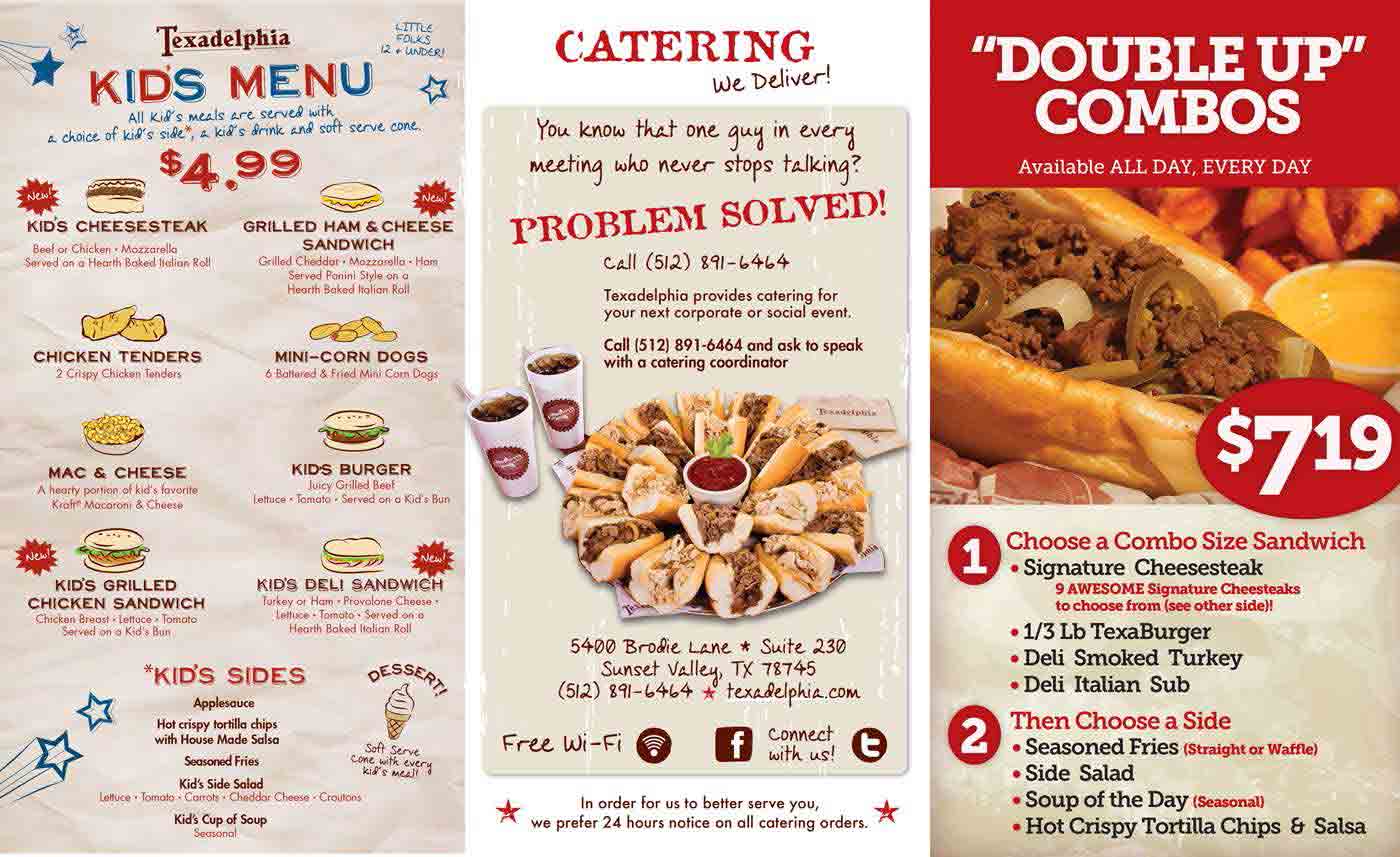 Texadelphia
LITTLE
FOLKS
12 + UNDER!
KID'S MENU
All Kid's meals are served with
a choice of kid's side*, a kid's drink and soft serve cone.
$4.99
New!
KID'S CHEESESTEAK
Beef or Chicken • Mozzarella
Served on a Hearth Baked Italian Roll
New!
GRILLED HAM & CHEESE
SANDWICH
Grilled Cheddar • Mozzarella • Ham
Served Panini Style on a
Hearth Baked Italian Roll
CHICKEN TENDERS
2 Crispy Chicken Tenders
MINI-CORN DOGS
6 Battered & Fried Mini Corn Dogs
MAC & CHEESE
A hearty portion of kid's favorite
Kraft® Macaroni & Cheese
KID'S BURGER
Juicy Grilled Beef
Lettuce • Tomato • Served on a Kid's Bun
New!
KID'S GRILLED
CHICKEN SANDWICH
Chicken Breast • Lettuce • Tomato
Served on a Kid's Bun
New!
KID'S DELI SANDWICH
Turkey or Ham • Provolone Cheese •
Lettuce • Tomato • Served on a
Hearth Baked Italian Roll
*KID'S SIDES
Applesauce
Hot crispy tortilla chips
with House Made Salsa
Seasoned Fries
Kid's Side Salad
Lettuce • Tomato • Carrots • Cheddar Cheese • Croutons
Kid's Cup of Soup
Seasonal
DESSERT!
Soft Serve
Cone with every
kid's meal!
CATERING
We Deliver!
You know that one guy in every
meeting who never stops talking?
PROBLEM SOLVED!
Call (512) 891-6464
Texadelphia provides catering for
your next corporate or social event.
Call (512) 891-6464 and ask to speak
with a catering coordinator
Texadelphia
5400 Brodie Lane * Suite 230
Sunset Valley, TX 78745
(512) 891-6464 ★ texadelphia.com
Free Wi-Fi
f
Connect
with us!
t
In order for us to better serve you,
we prefer 24 hours notice on all catering orders.
"DOUBLE UP"
COMBOS
Available ALL DAY, EVERY DAY
$719
1 Choose a Combo Size Sandwich
• Signature Cheesesteak
9 AWESOME Signature Cheesteaks
to choose from (see other side)!
• 1/3 Lb TexaBurger
• Deli Smoked Turkey
• Deli Italian Sub
2 Then Choose a Side
• Seasoned Fries (Straight or Waffle)
• Side Salad
• Soup of the Day (Seasonal)
• Hot Crispy Tortilla Chips & Salsa